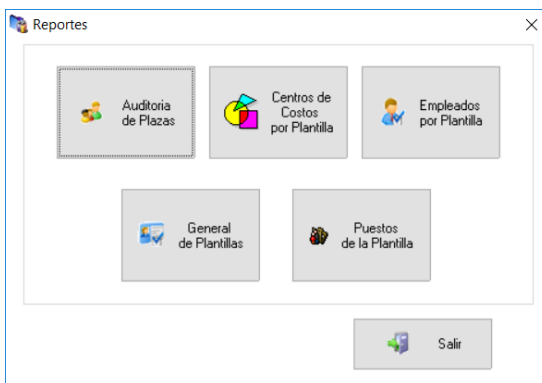 Reportes
Auditoria
de Plazas
Centros de
Costos
por Plantilla
Empleados
por Plantilla
General
de Plantillas
Puestos
de la Plantilla
Salir